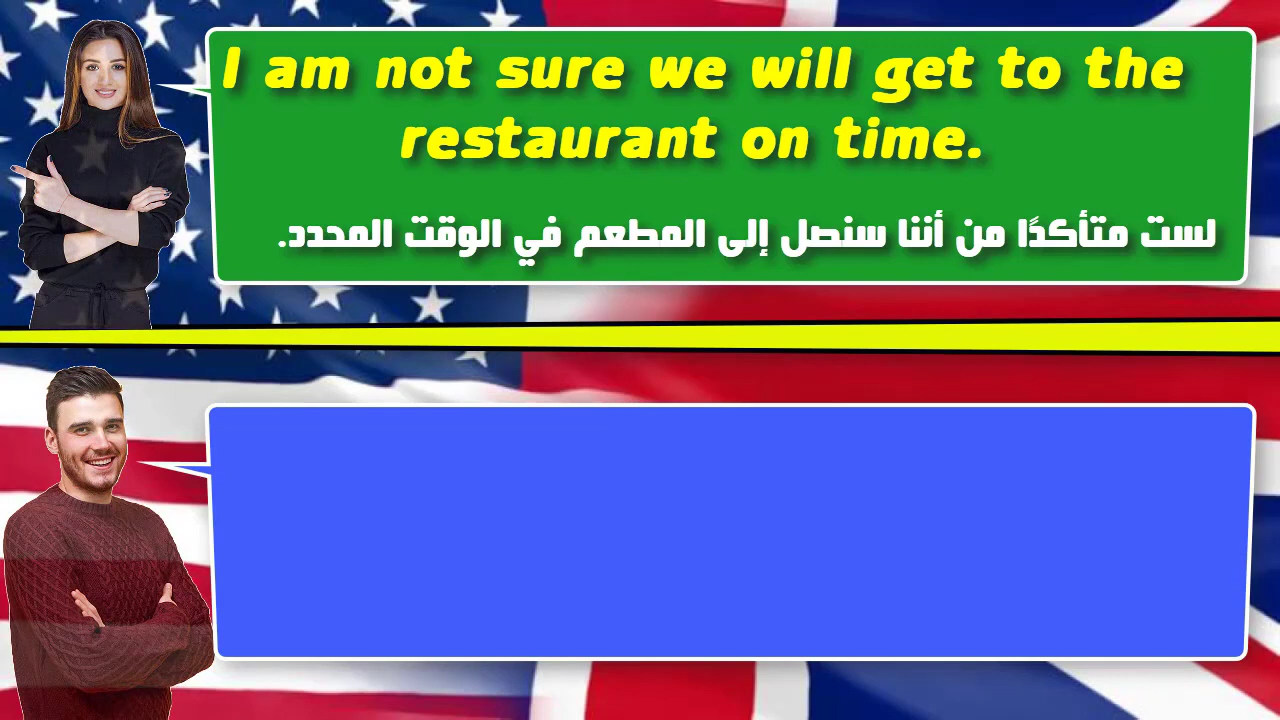 I am not sure we will get to the
restaurant on time.
لست متأكدًا من أننا سنصل إلى المطعم في الوقت المحدد.